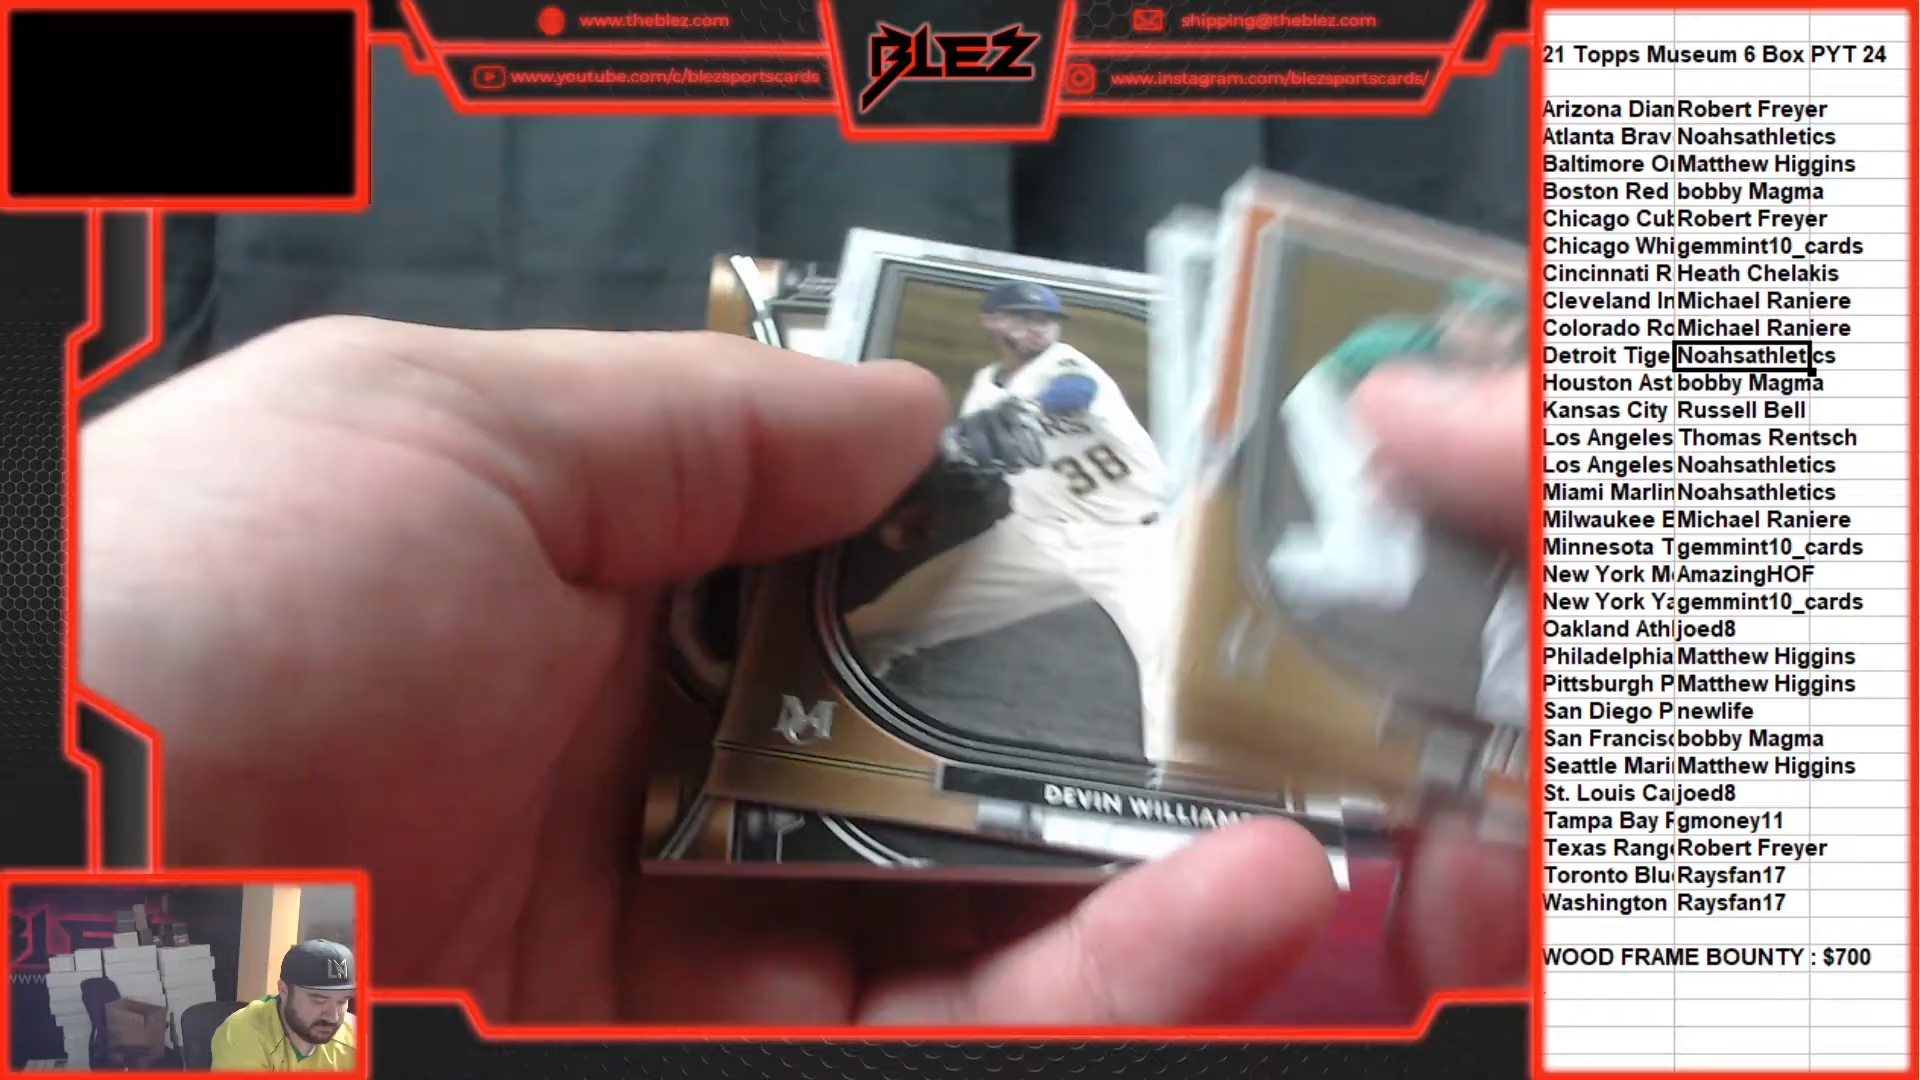 www.theblez.com
www.youtube.com/c/blezsportscards
BLEZ
shipping@theblez.com
www.instagram.com/blezsportscards/
21 Topps Museum 6 Box PYT 24
Arizona Diam Robert Freyer
Atlanta Brav Noahsathletics
Baltimore Or Matthew Higgins
Boston Red bobby Magma
Chicago Cub Robert Freyer
Chicago Whi gemmint10_cards
Cincinnati R Heath Chelakis
Cleveland In Michael Raniere
Colorado Ro Michael Raniere
Detroit Tige Noahsathletics
Houston Ast bobby Magma
Kansas City Russell Bell
Los Angeles Thomas Rentsch
Los Angeles Noahsathletics
Miami Marlin Noahsathletics
Milwaukee B Michael Raniere
Minnesota T gemmint10_cards
New York Me AmazingHOF
New York Ya gemmint10_cards
Oakland Athl joed8
Philadelphia Matthew Higgins
Pittsburgh P Matthew Higgins
San Diego P newlife
San Francisc bobby Magma
Seattle Mari Matthew Higgins
St. Louis Ca joed8
Tampa Bay R gmoney11
Texas Range Robert Freyer
Toronto Blu Raysfan17
Washington Raysfan17
WOOD FRAME BOUNTY : $700
RS
38
M
DEVIN WILLIAMS